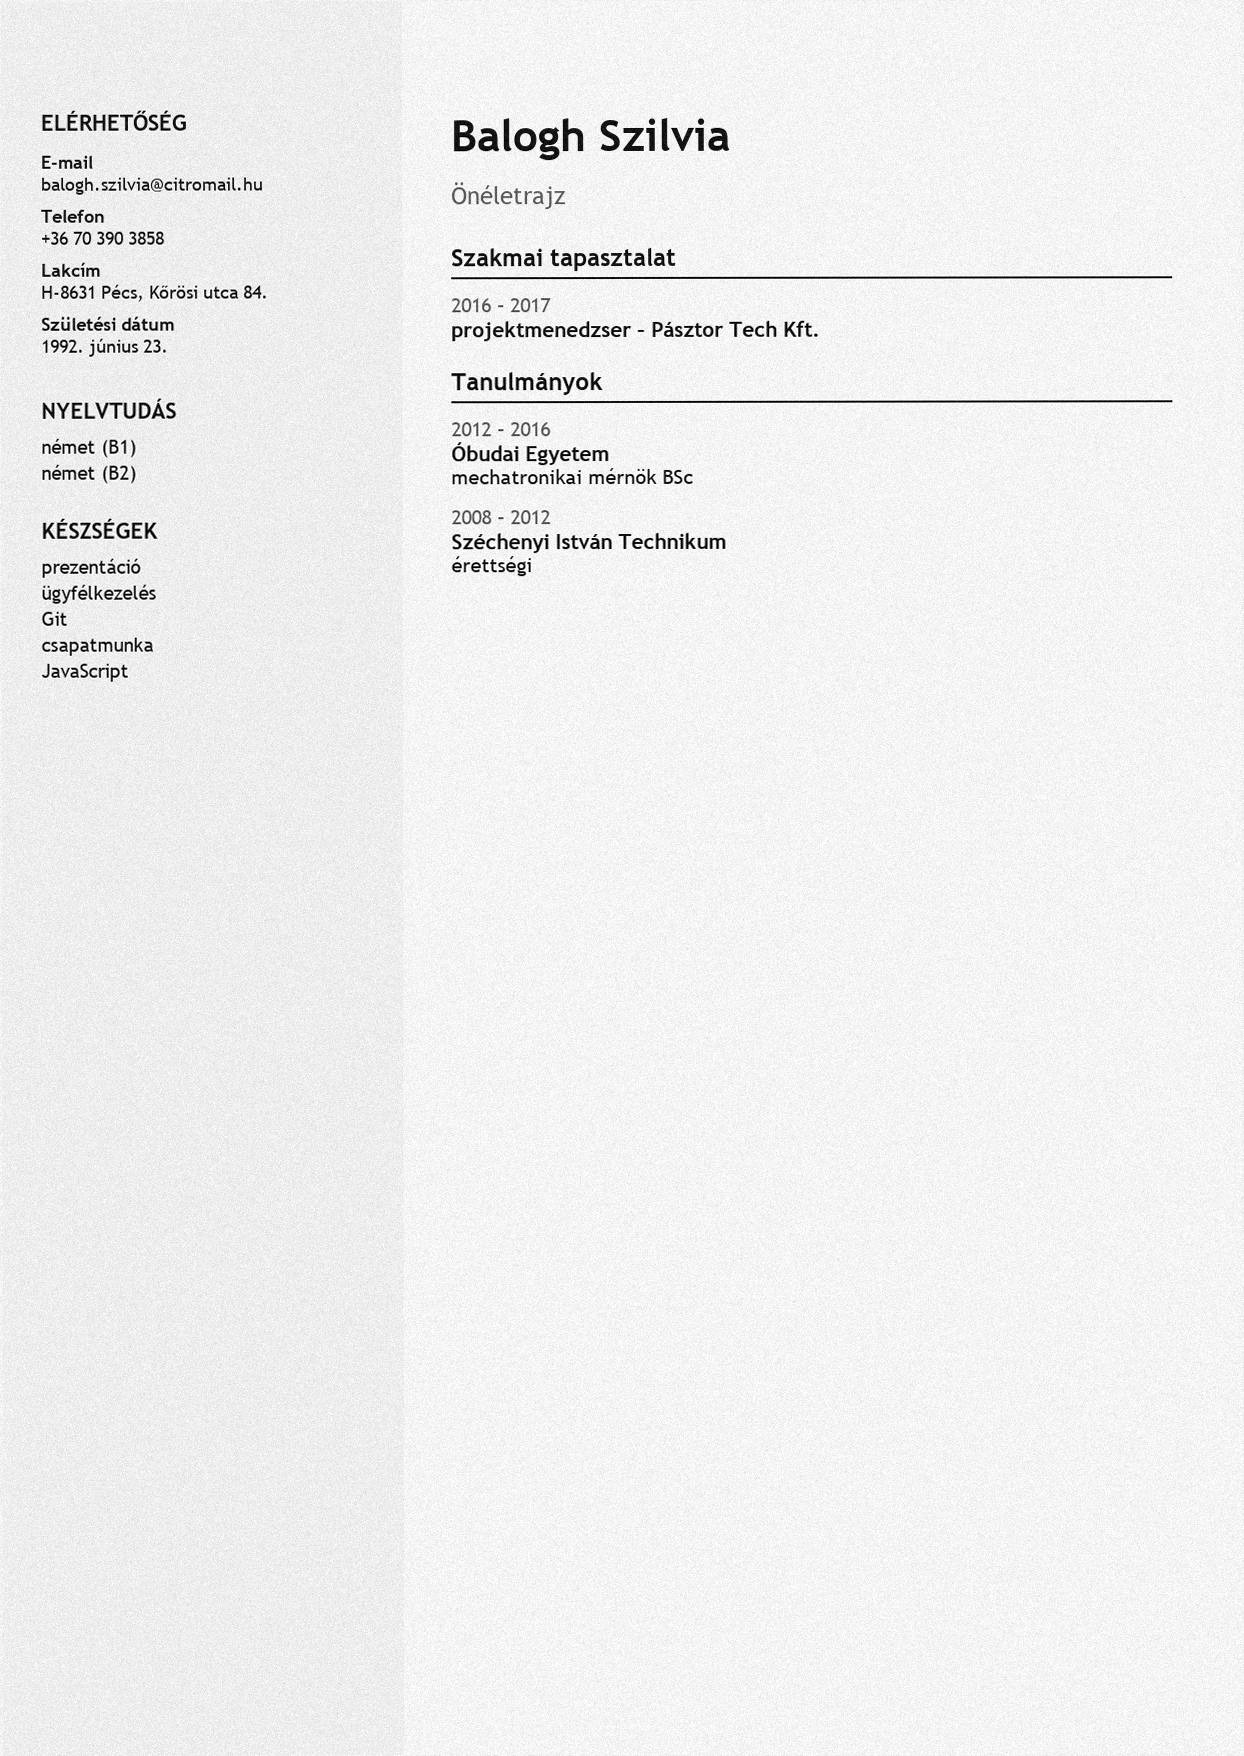 ELÉRHETŐSÉG
E-mail
balogh.szilvia@citromail.hu
Telefon
+36 70 390 3858
Lakcím
H-8631 Pécs, Kőrösi utca 84.
Születési dátum
1992. június 23.
NYELVTUDÁS
német (B1)
német (B2)
KÉSZSÉGEK
prezentáció
ügyfélkezelés
Git
csapatmunka
JavaScript
Balogh Szilvia
Önéletrajz
Szakmai tapasztalat
2016 – 2017
projektmenedzser – Pásztor Tech Kft.
Tanulmányok
2012 – 2016
Óbudai Egyetem
mechatronikai mérnök BSc
2008 – 2012
Széchenyi István Technikum
érettségi